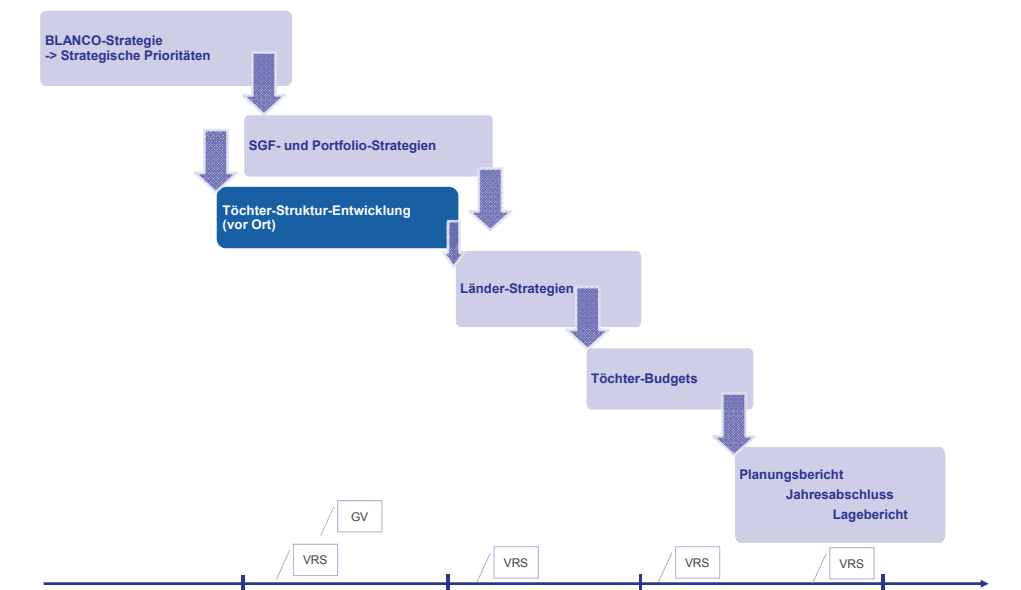 BLANCO-Strategie
-> Strategische Prioritäten
SGF- und Portfolio-Strategien
Töchter-Struktur-Entwicklung
(vor Ort)
Länder-Strategien
Töchter-Budgets
Planungsbericht
Jahresabschluss
Lagebericht
GV
VRS
VRS
VRS
VRS